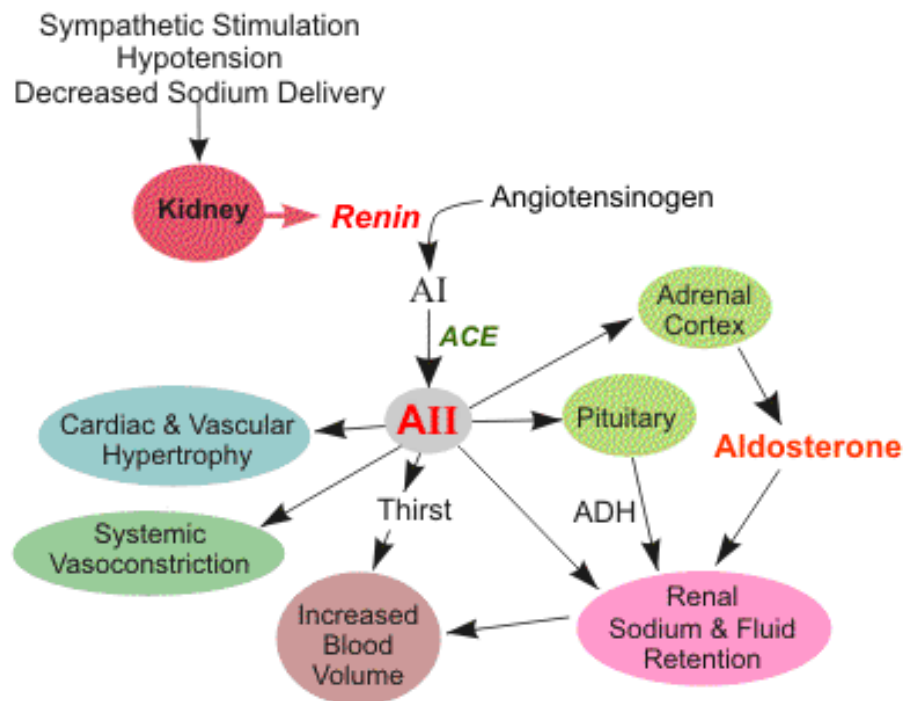 Sympathetic Stimulation
Hypotension
Decreased Sodium Delivery
Kidney
Renin
Angiotensinogen
AI
ACE
Adrenal
Cortex
AII
Pituitary
Cardiac & Vascular
Hypertrophy
Aldosterone
Thirst
ADH
Systemic
Vasoconstriction
Increased
Blood
Volume
Renal
Sodium & Fluid
Retention